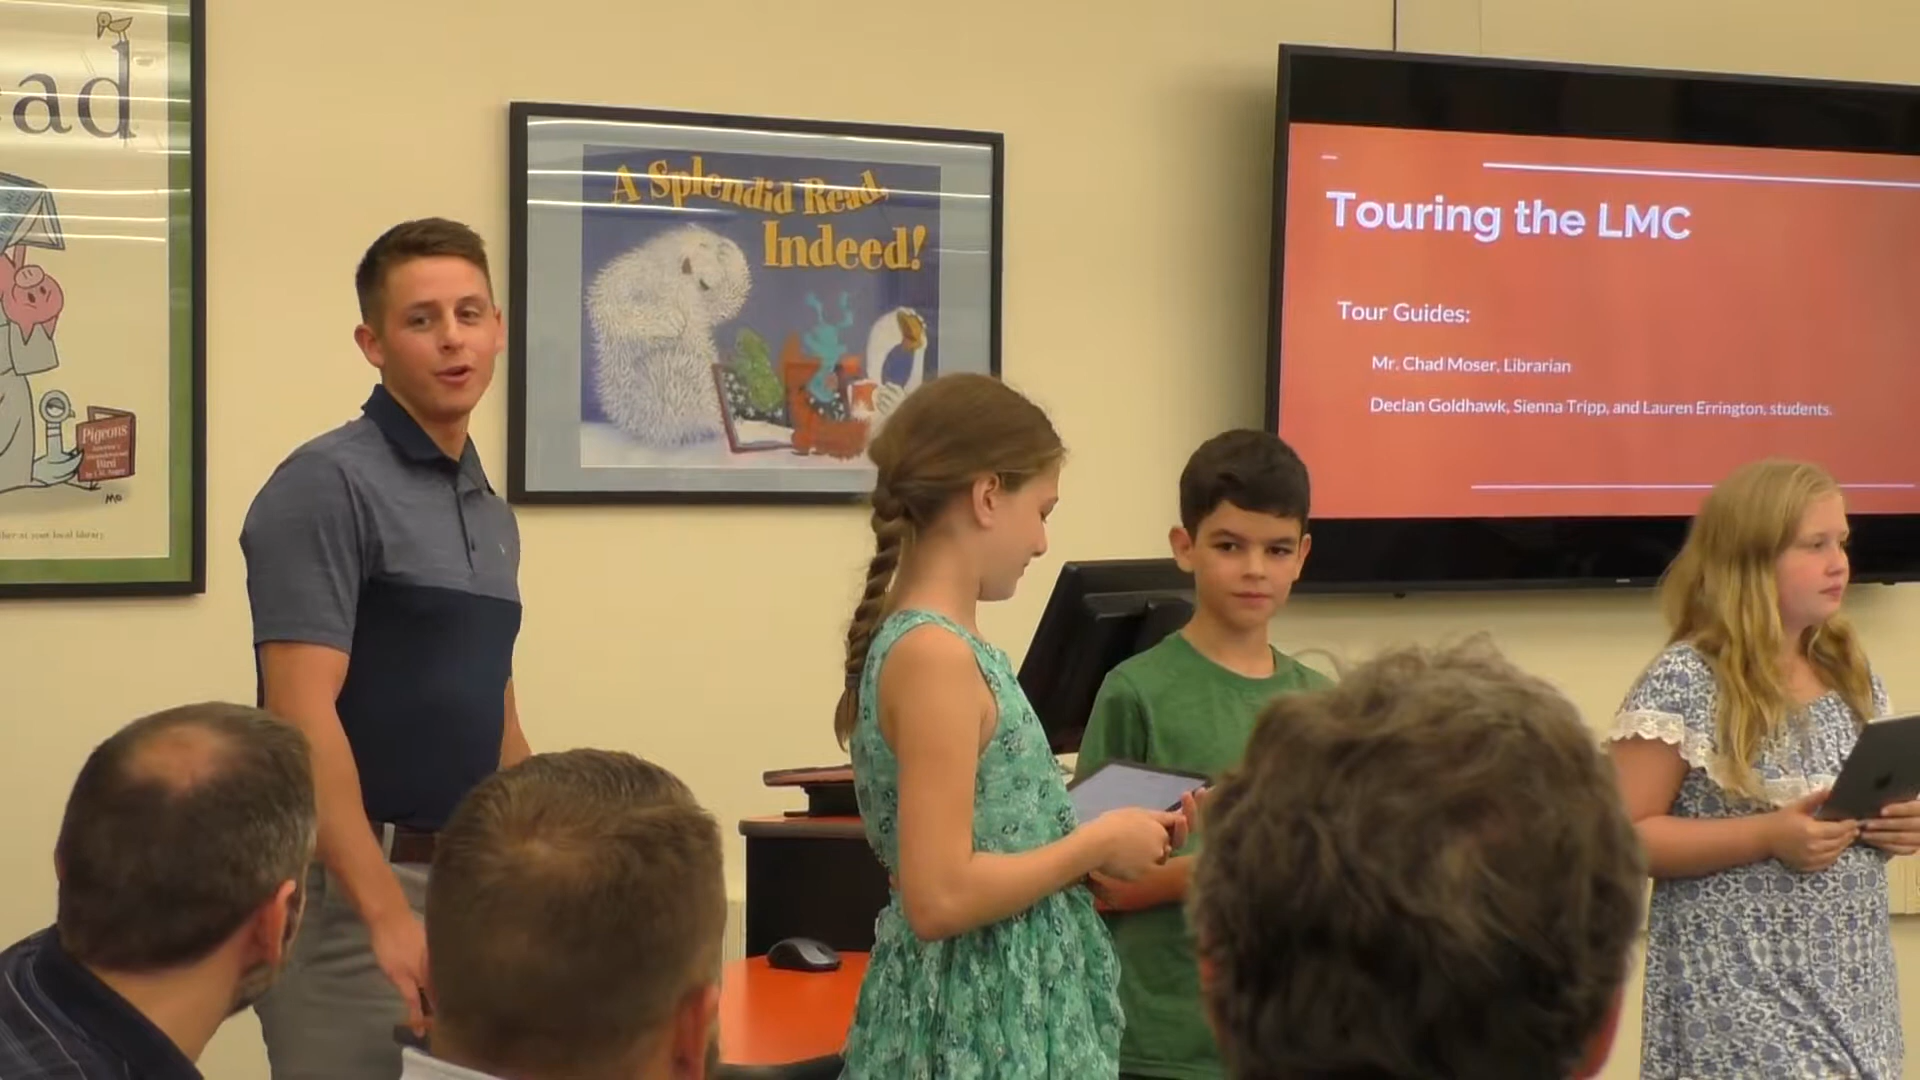 ead
Pigeons
A Splendid Read,
Indeed!
Touring the LMC
Tour Guides:
Mr. Chad Moser, Librarian
Declan Goldhawk, Sienna Tripp, and Lauren Errington, students.